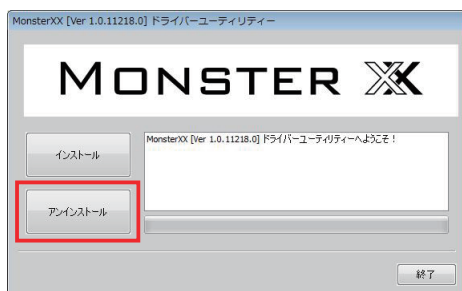 MonsterXX [Ver 1.0.11218.0] ドライバーユーティリティー
MONSTER XX
インストール
MonsterXX [Ver 1.0.11218.0] ドライバーユーティリティーへようこそ！
アンインストール
終了